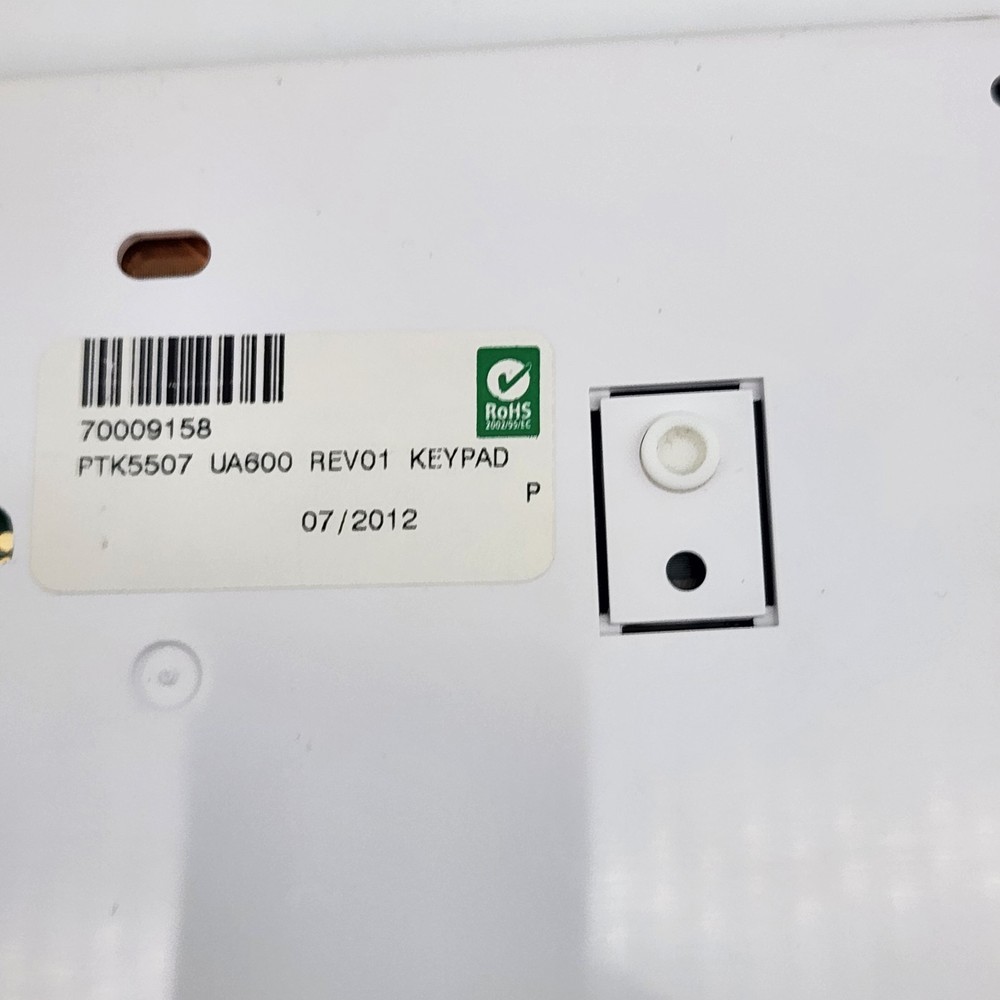 70009158
RoHS
2002/95/EC
PTK5507 UA600 REV01 KEYPAD
P
07/2012